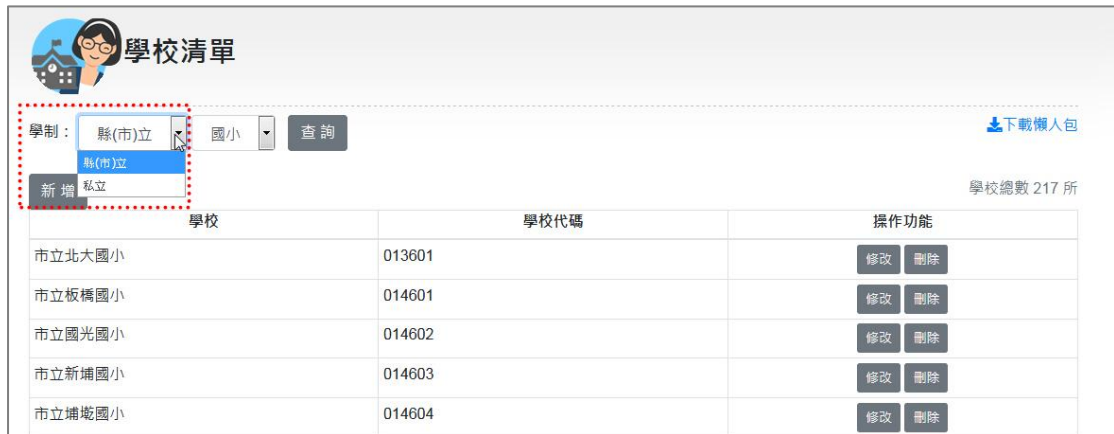 學校清單
學制： 縣(市)立 國小 查 詢 下載懶人包
縣(市)立
私立
新 增 學校總數 217 所
學校 學校代碼 操作功能
市立北大國小 013601 修改 刪除
市立板橋國小 014601 修改 刪除
市立國光國小 014602 修改 刪除
市立新埔國小 014603 修改 刪除
市立埔墘國小 014604 修改 刪除